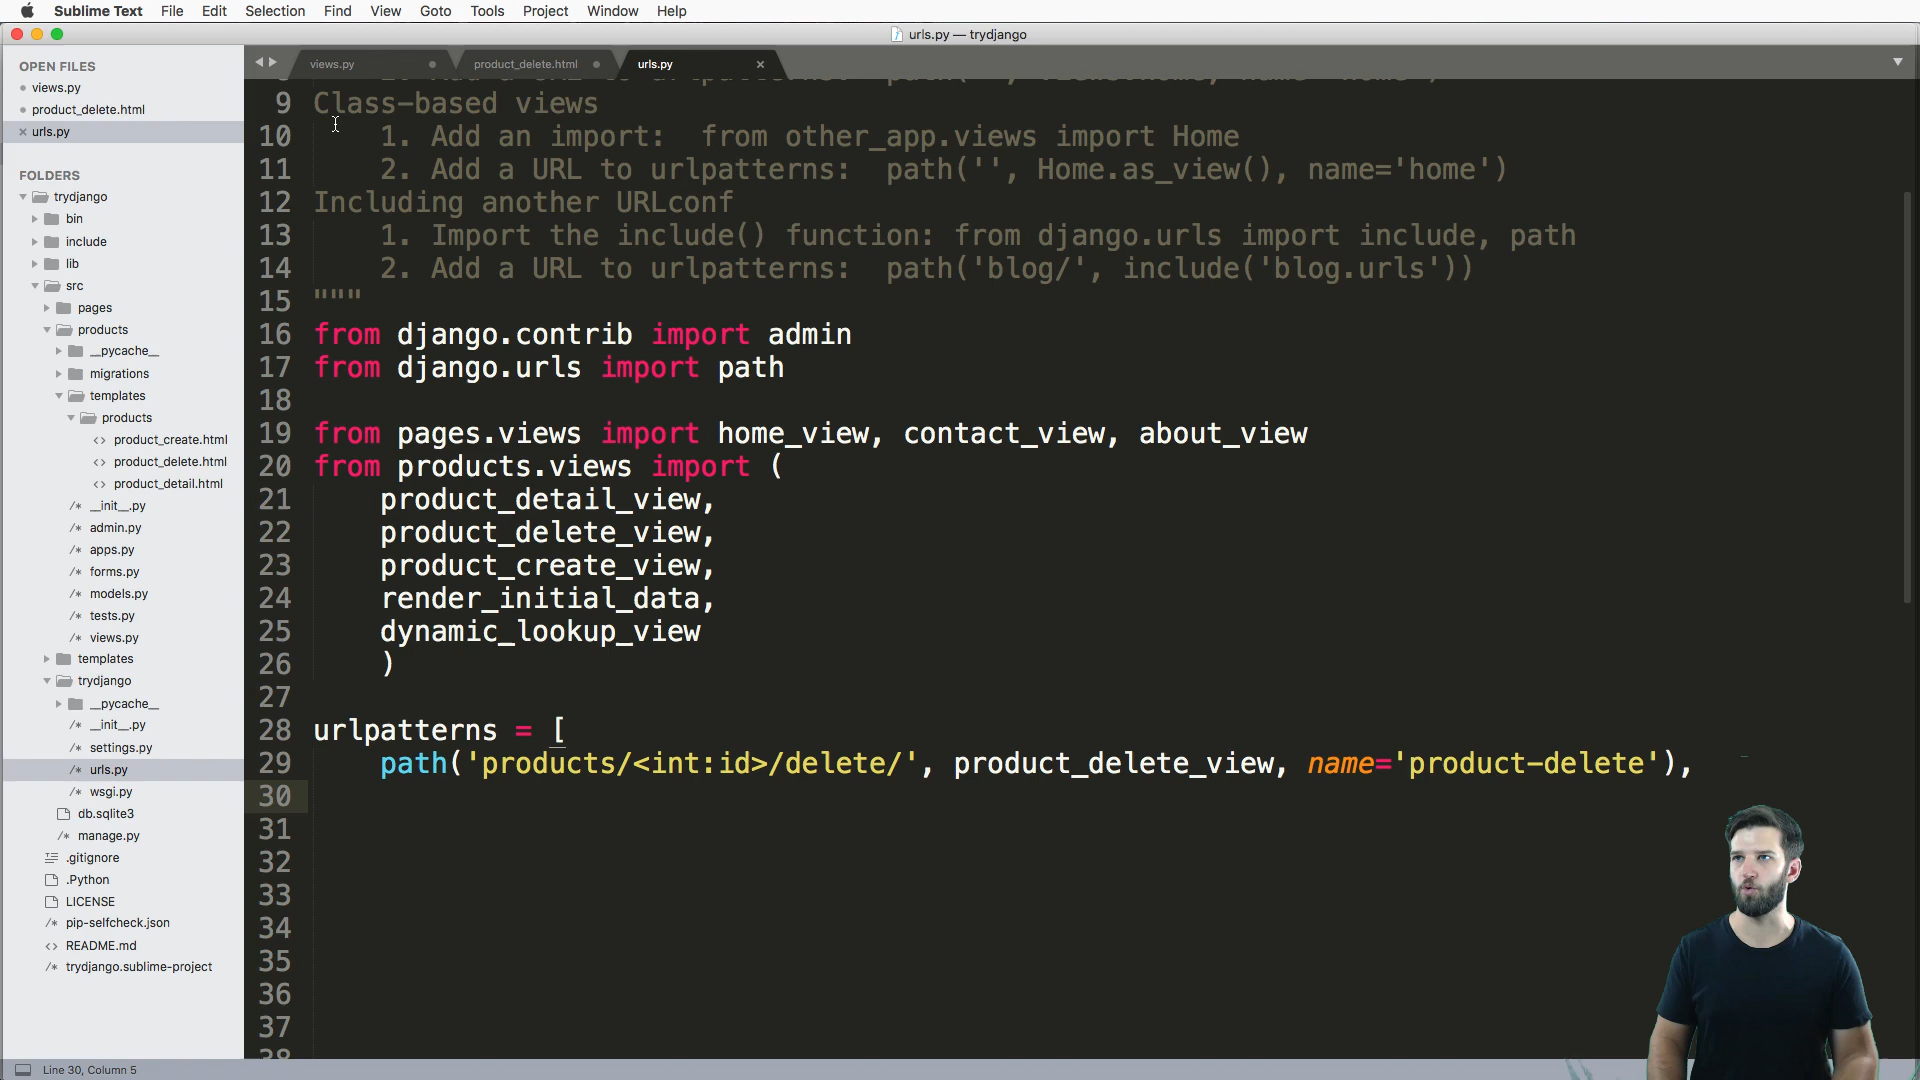 Sublime Text File Edit Selection Find View Goto Tools Project Window Help
urls.py — trydjango
OPEN FILES
views.py
product_delete.html
urls.py
FOLDERS
trydjango
bin
include
lib
src
pages
products
__pycache__
migrations
templates
products
product_create.html
product_delete.html
product_detail.html
__init__.py
admin.py
apps.py
forms.py
models.py
tests.py
views.py
templates
trydjango
__pycache__
__init__.py
settings.py
urls.py
wsgi.py
db.sqlite3
manage.py
.gitignore
.Python
LICENSE
pip-selfcheck.json
README.md
trydjango.sublime-project
views.py product_delete.html urls.py
9 Class-based views
10 1. Add an import: from other_app.views import Home
11 2. Add a URL to urlpatterns: path('', Home.as_view(), name='home')
12 Including another URLconf
13 1. Import the include() function: from django.urls import include, path
14 2. Add a URL to urlpatterns: path('blog/', include('blog.urls'))
15 """
16 from django.contrib import admin
17 from django.urls import path
18
19 from pages.views import home_view, contact_view, about_view
20 from products.views import (
21 product_detail_view,
22 product_delete_view,
23 product_create_view,
24 render_initial_data,
25 dynamic_lookup_view
26 )
27
28 urlpatterns = [
29 path('products/<int:id>/delete/', product_delete_view, name='product-delete'),
30
31
32
33
34
35
36
37
Line 30, Column 5